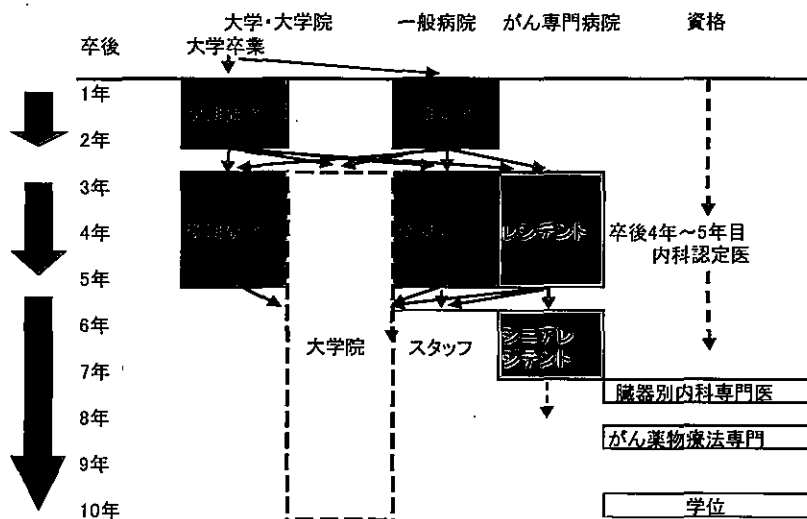 大学・大学院 一般病院 がん専門病院 資格
卒後 大学卒業
1年
2年
3年
4年 レジデント 卒後4年～5年目
内科認定医
5年
6年 シニアレ
大学院 スタッフ ジデント
7年
臓器別内科専門医
8年
がん薬物療法専門
9年
10年 学位